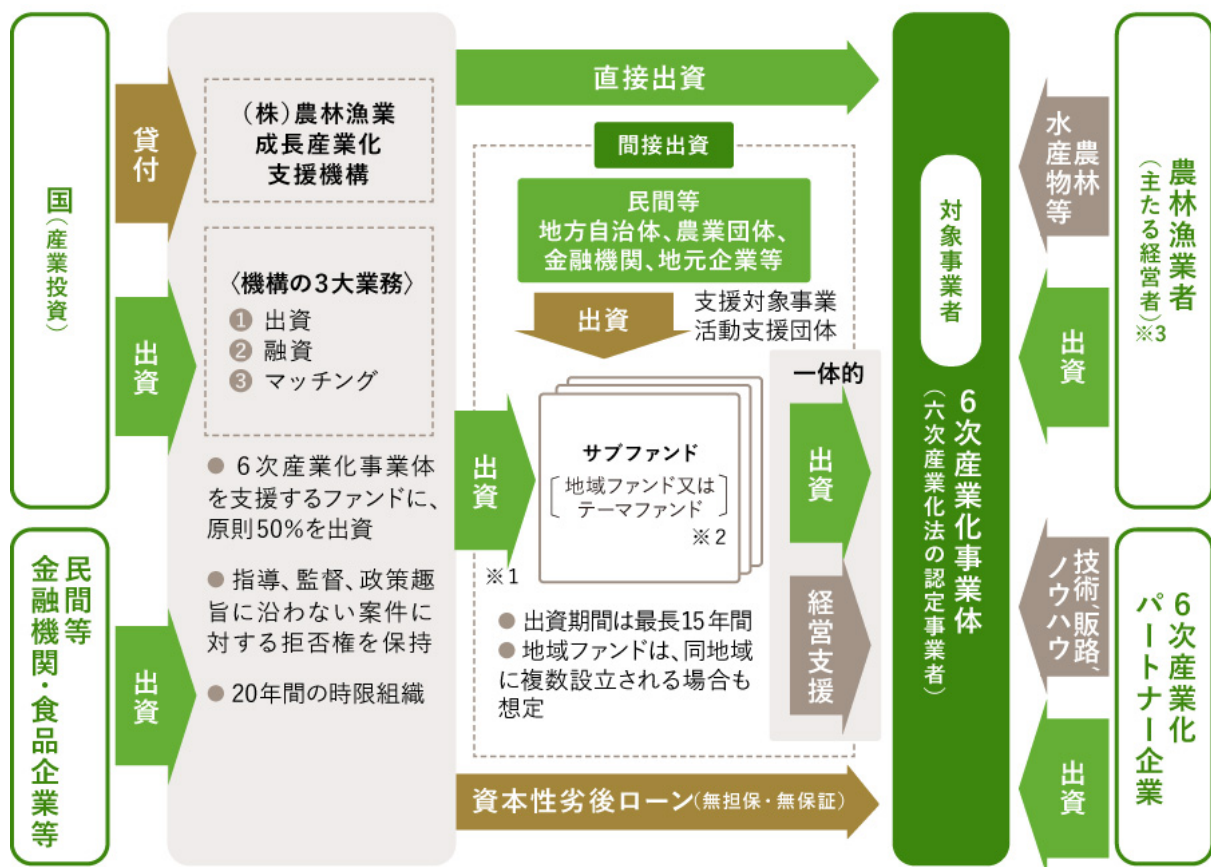 国(産業投資)
民間等
金融機関・食品企業等
貸付
出資
出資
(株)農林漁業
成長産業化
支援機構
〈機構の3大業務〉
1 出資
2 融資
3 マッチング
● 6次産業化事業体
を支援するファンドに、
原則50%を出資
● 指導、監督、政策趣
旨に沿わない案件に
対する拒否権を保持
● 20年間の時限組織
直接出資
間接出資
民間等
地方自治体、農業団体、
金融機関、地元企業等
出資
支援対象事業
活動支援団体
出資
※1
サブファンド
地域ファンド又は
テーマファンド
※2
● 出資期間は最長15年間
● 地域ファンドは、同地域
に複数設立される場合も
想定
一体的
出資
経営支援
資本性劣後ローン(無担保・無保証)
対象事業者
6次産業化事業体
(六次産業化法の認定事業者)
農林
水産物等
出資
技術、販路、
ノウハウ
出資
農林漁業者
(主たる経営者)※3
6次産業化
パートナー企業